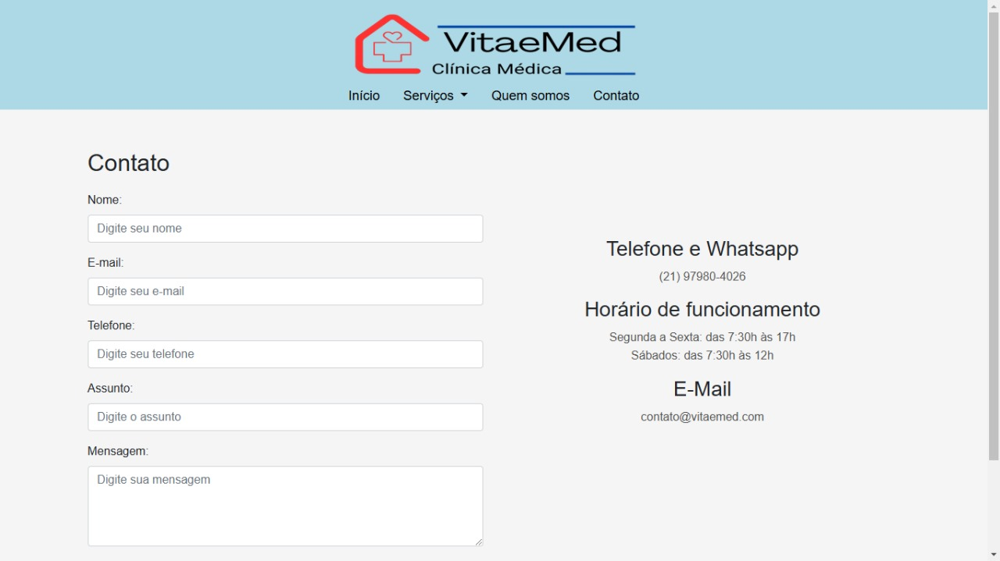 VitaeMed
Clínica Médica
Início Serviços Quem somos Contato
Contato
Nome:
Digite seu nome
E-mail:
Digite seu e-mail
Telefone:
Digite seu telefone
Assunto:
Digite o assunto
Mensagem:
Digite sua mensagem
Telefone e Whatsapp
(21) 97980-4026
Horário de funcionamento
Segunda a Sexta: das 7:30h às 17h
Sábados: das 7:30h às 12h
E-Mail
contato@vitaemed.com